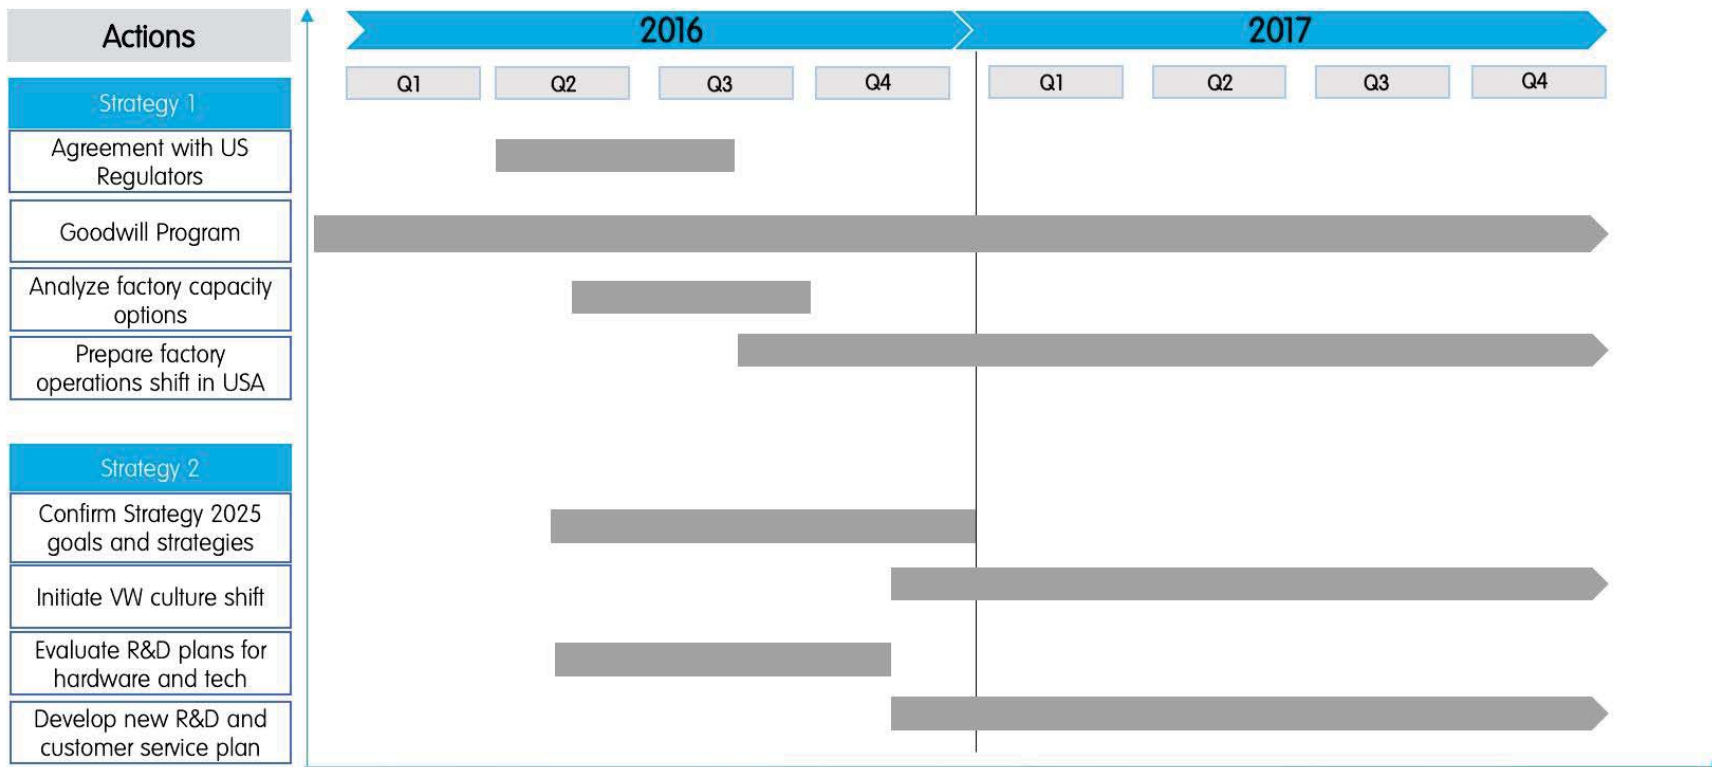 Actions
2016
2017
Q1
Q2
Q3
Q4
Q1
Q2
Q3
Q4
Strategy 1
Agreement with US
Regulators
Goodwill Program
Analyze factory capacity
options
Prepare factory
operations shift in USA
Strategy 2
Confirm Strategy 2025
goals and strategies
Initiate VW culture shift
Evaluate R&D plans for
hardware and tech
Develop new R&D and
customer service plan